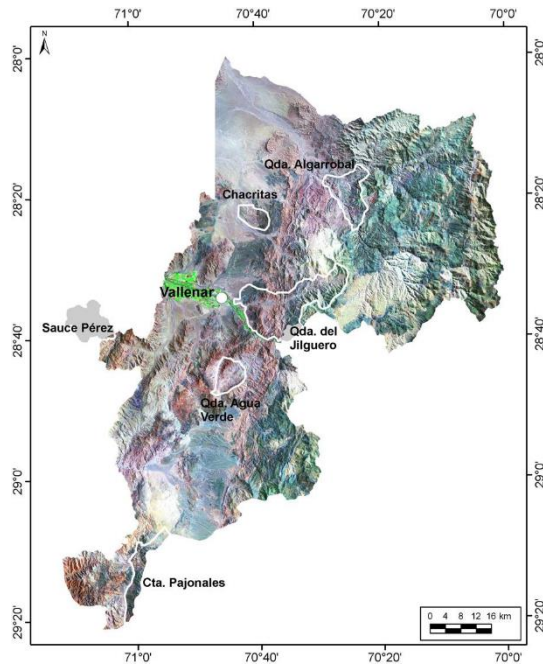 71°0'
70°40'
70°20'
70°0'
N
28°0'
28°0'
Qda. Algarrobal
28°20'
Chacritas
28°20'
Vallenar
Sauce Pérez
Qda. del
Jilguero
28°40'
28°40'
Qda. Agua
Verde
29°0'
29°0'
Cta. Pajonales
0 4 8 12 16 km
29°20'
29°20'
71°0'
70°40'
70°20'
70°0'